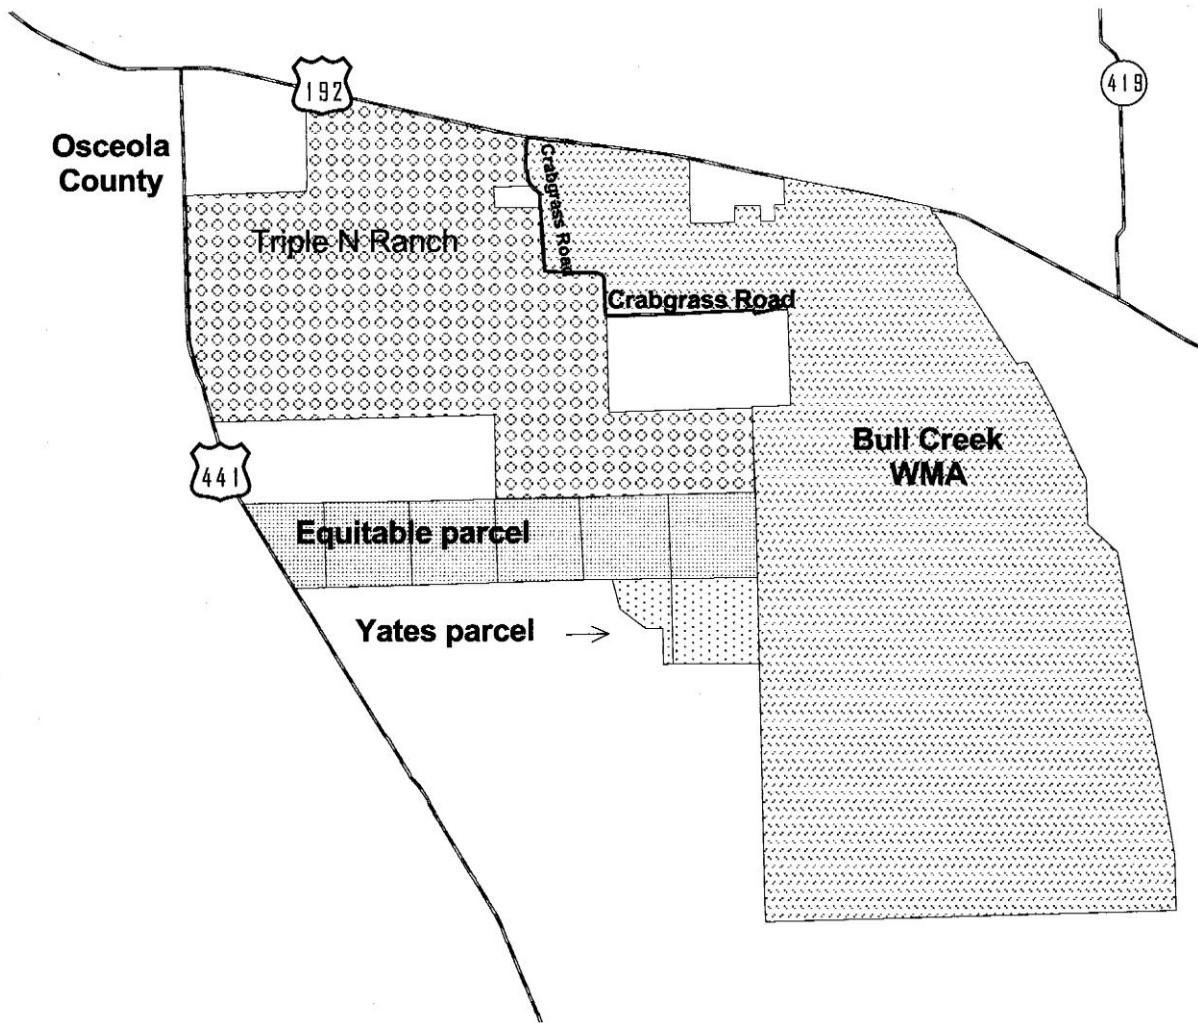 192
419
Osceola
County
Crabgrass Road
Triple N Ranch
Crabgrass Road
Bull Creek
WMA
441
Equitable parcel
Yates parcel